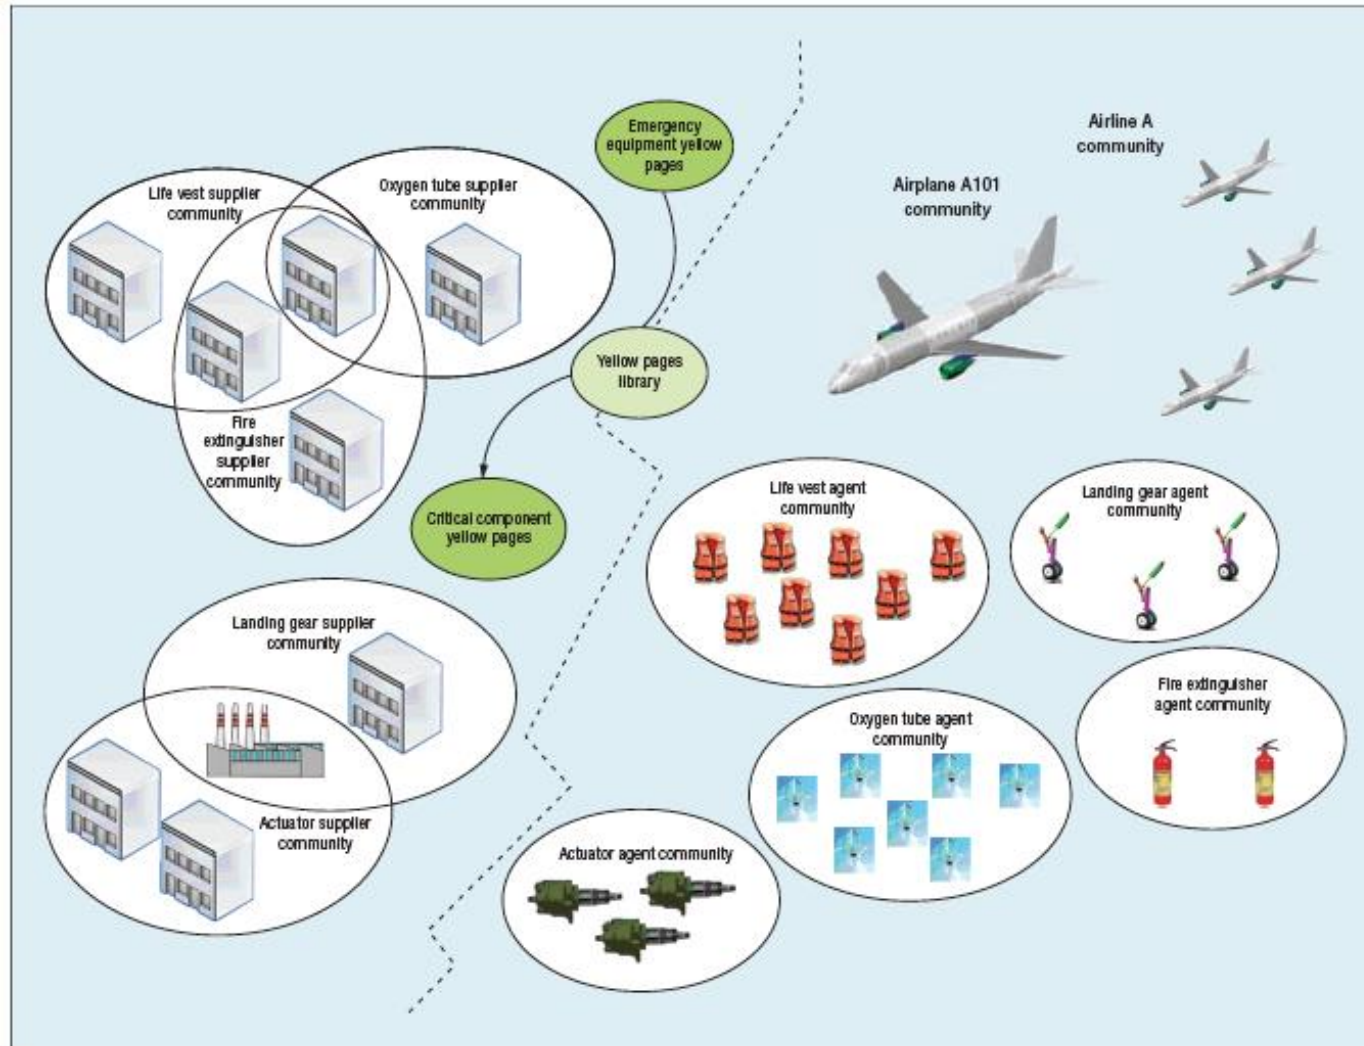 Emergency
equipment yellow
pages
Airline A
community
Airplane A101
community
Life vest supplier
community
Oxygen tube supplier
community
Yellow pages
library
Fire
extinguisher
supplier
community
Critical component
yellow pages
Life vest agent
community
Landing gear agent
community
Landing gear supplier
community
Fire extinguisher
agent community
Oxygen tube agent
community
Actuator supplier
community
Actuator agent community